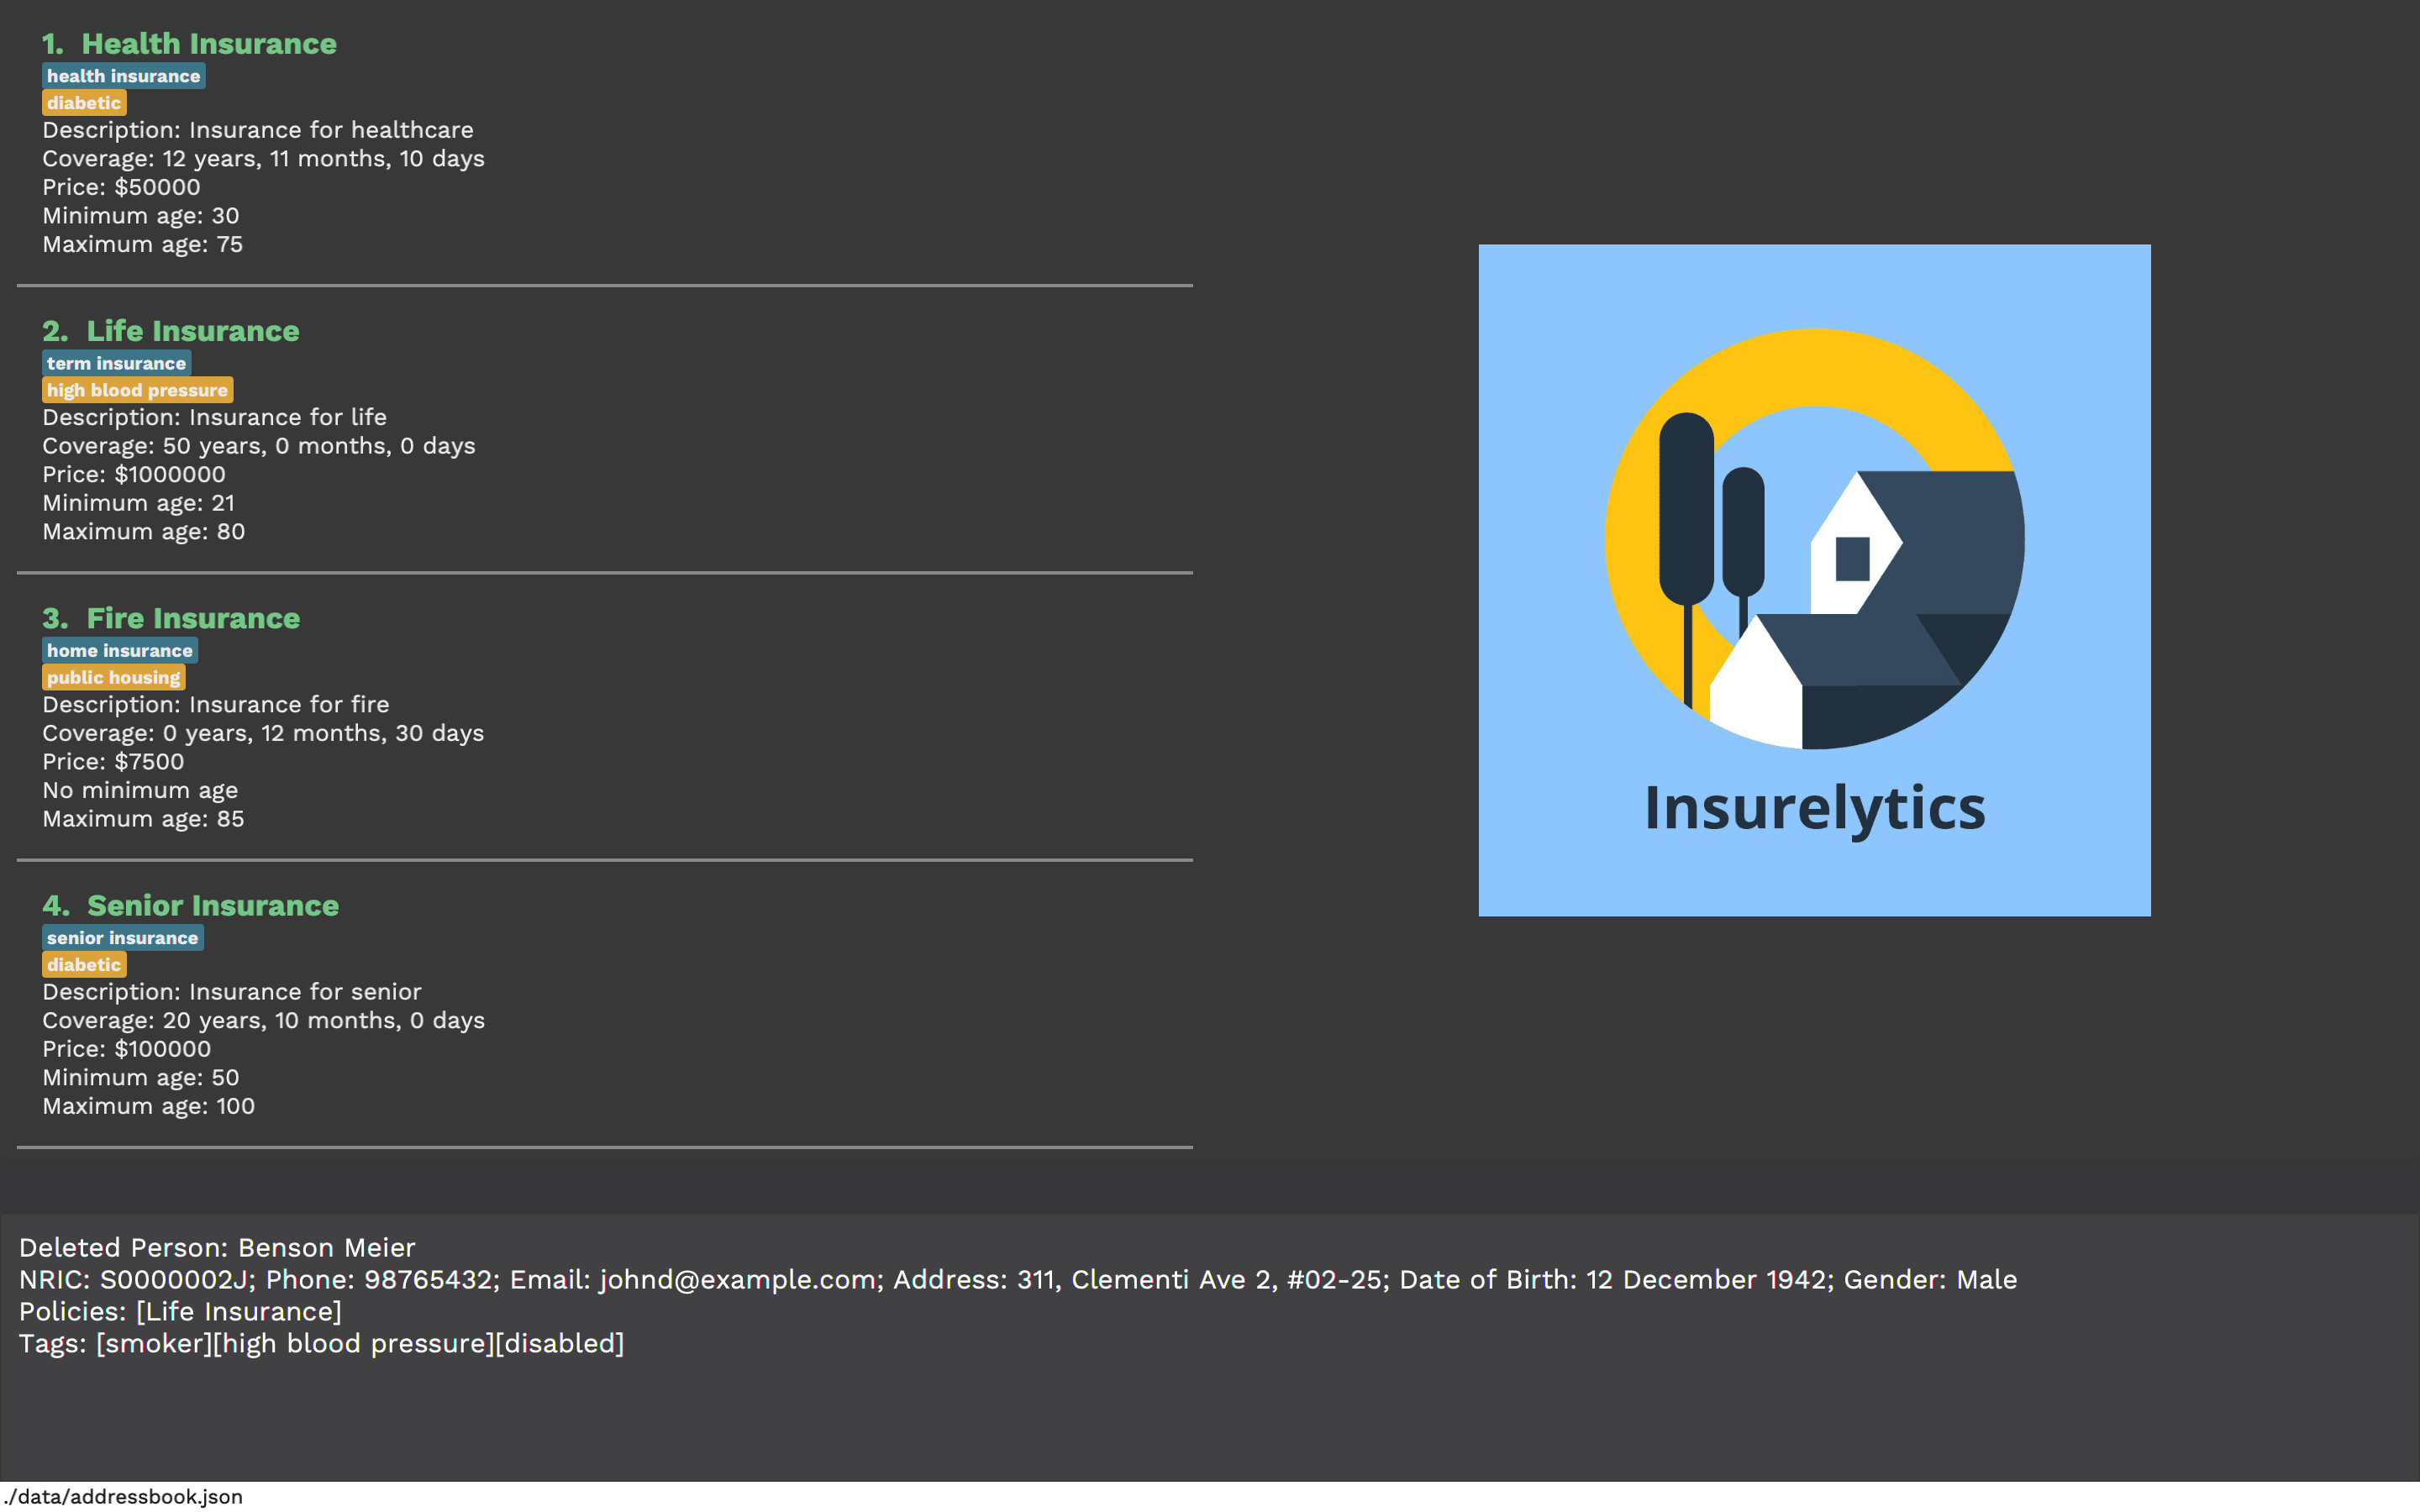 1. Health Insurance
health insurance
diabetic
Description: Insurance for healthcare
Coverage: 12 years, 11 months, 10 days
Price: $50000
Minimum age: 30
Maximum age: 75
2. Life Insurance
term insurance
high blood pressure
Description: Insurance for life
Coverage: 50 years, 0 months, 0 days
Price: $1000000
Minimum age: 21
Maximum age: 80
3. Fire Insurance
home insurance
public housing
Description: Insurance for fire
Coverage: 0 years, 12 months, 30 days
Price: $7500
No minimum age
Maximum age: 85
4. Senior Insurance
senior insurance
diabetic
Description: Insurance for senior
Coverage: 20 years, 10 months, 0 days
Price: $100000
Minimum age: 50
Maximum age: 100
Insurelytics
Deleted Person: Benson Meier
NRIC: S0000002J; Phone: 98765432; Email: johnd@example.com; Address: 311, Clementi Ave 2, #02-25; Date of Birth: 12 December 1942; Gender: Male
Policies: [Life Insurance]
Tags: [smoker][high blood pressure][disabled]
./data/addressbook.json